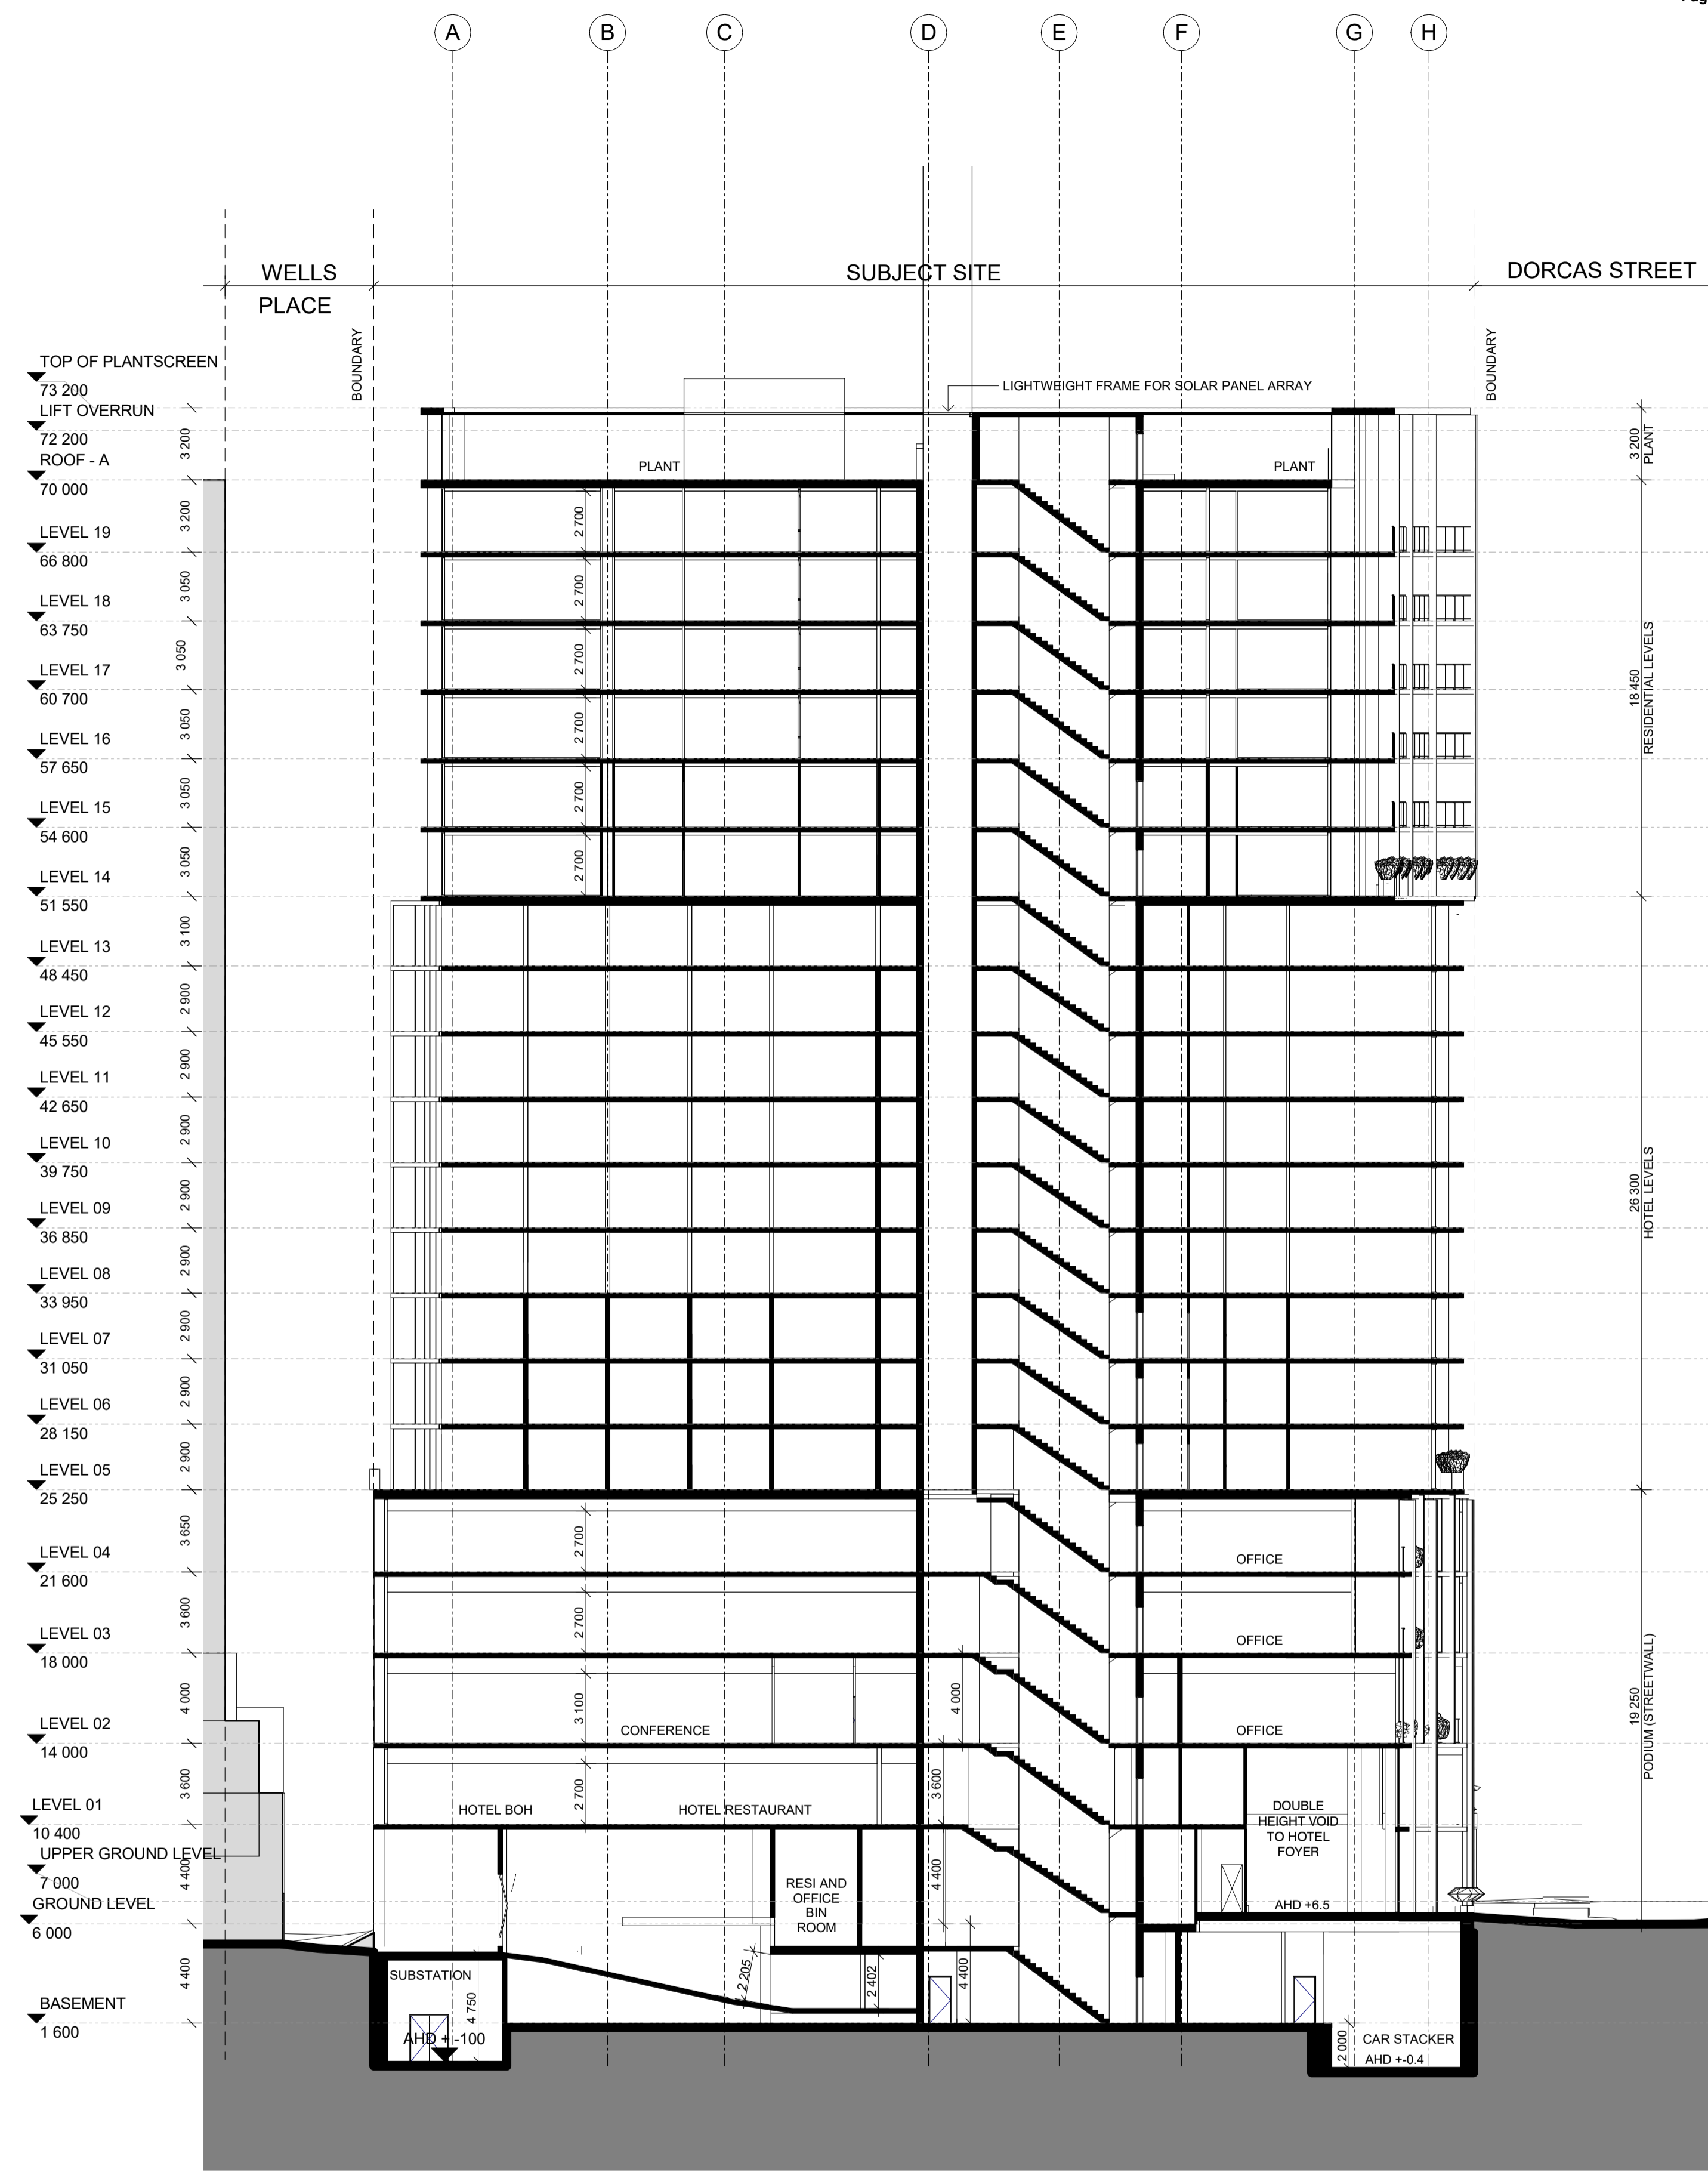 A B C D E F G H
WELLS
PLACE
SUBJECT SITE
DORCAS STREET
BOUNDARY
BOUNDARY
LIGHTWEIGHT FRAME FOR SOLAR PANEL ARRAY
TOP OF PLANTSCREEN
73 200
LIFT OVERRUN
72 200
3 200
ROOF - A
70 000
PLANT
PLANT
3 200
PLANT
3 200
2 700
LEVEL 19
66 800
3 050
2 700
LEVEL 18
63 750
3 050
2 700
LEVEL 17
60 700
3 050
2 700
18 450
RESIDENTIAL LEVELS
LEVEL 16
57 650
3 050
2 700
LEVEL 15
54 600
3 050
2 700
LEVEL 14
51 550
3 100
LEVEL 13
48 450
2 900
LEVEL 12
45 550
2 900
LEVEL 11
42 650
2 900
LEVEL 10
39 750
2 900
26 300
HOTEL LEVELS
LEVEL 09
36 850
2 900
LEVEL 08
33 950
2 900
LEVEL 07
31 050
2 900
LEVEL 06
28 150
2 900
LEVEL 05
25 250
3 650
2 700
OFFICE
LEVEL 04
21 600
3 600
2 700
OFFICE
LEVEL 03
18 000
4 000
3 100
4 000
CONFERENCE
OFFICE
19 250
PODIUM (STREETWALL)
LEVEL 02
14 000
3 600
2 700
3 600
HOTEL BOH
HOTEL RESTAURANT
DOUBLE
HEIGHT VOID
TO HOTEL
FOYER
LEVEL 01
10 400
UPPER GROUND LEVEL
7 000
4 400
4 400
RESI AND
OFFICE
BIN
ROOM
AHD +6.5
GROUND LEVEL
6 000
4 400
SUBSTATION
4 750
2 205
2 402
4 400
BASEMENT
1 600
AHD + -100
2 000
CAR STACKER
AHD +-0.4